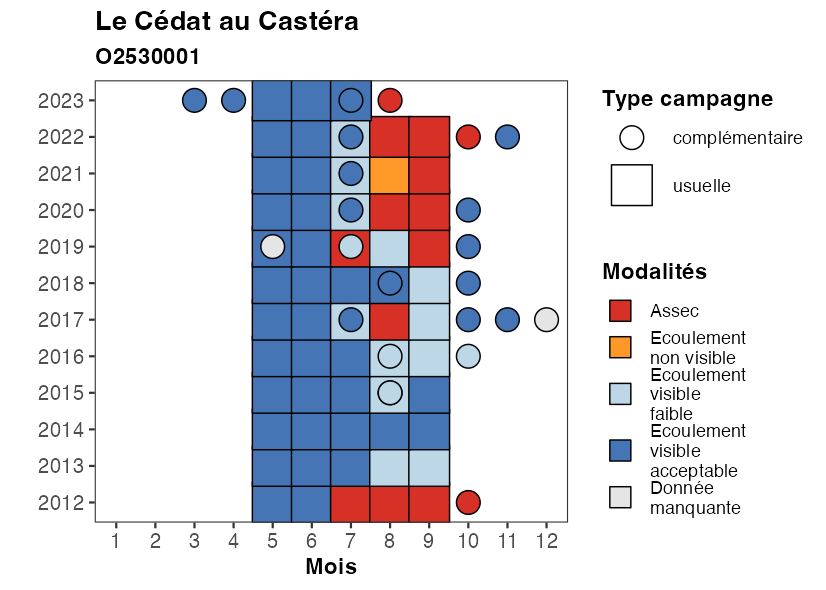 Le Cédat au Castéra
O2530001
2023
2022
2021
2020
2019
2018
2017
2016
2015
2014
2013
2012
1 2 3 4 5 6 7 8 9 10 11 12
Mois
Type campagne
complémentaire
usuelle
Modalités
Assec
Ecoulement
non visible
Ecoulement
visible
faible
Ecoulement
visible
acceptable
Donnée
manquante